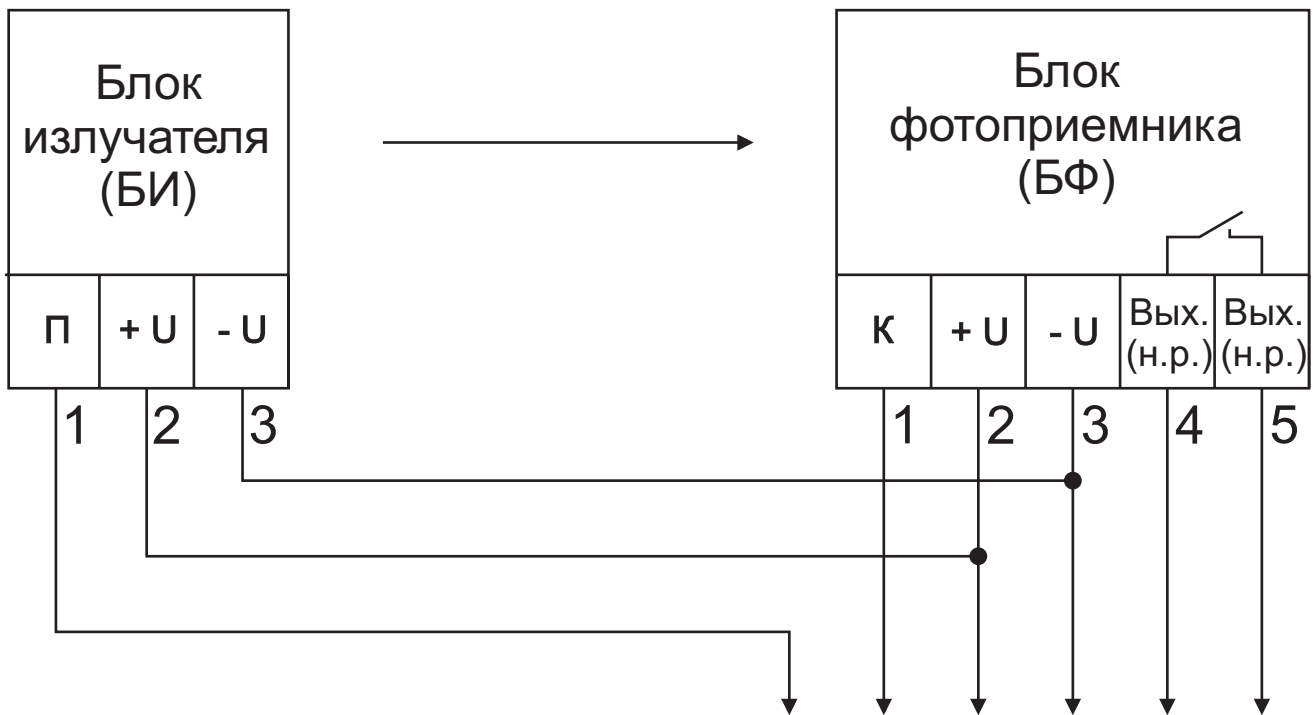 Блок
излучателя
(БИ)
Блок
фотоприемника
(БФ)
П + U - U
К + U - U Вых. Вых.
(н.р.) (н.р.)
1 2 3
1 2 3 4 5